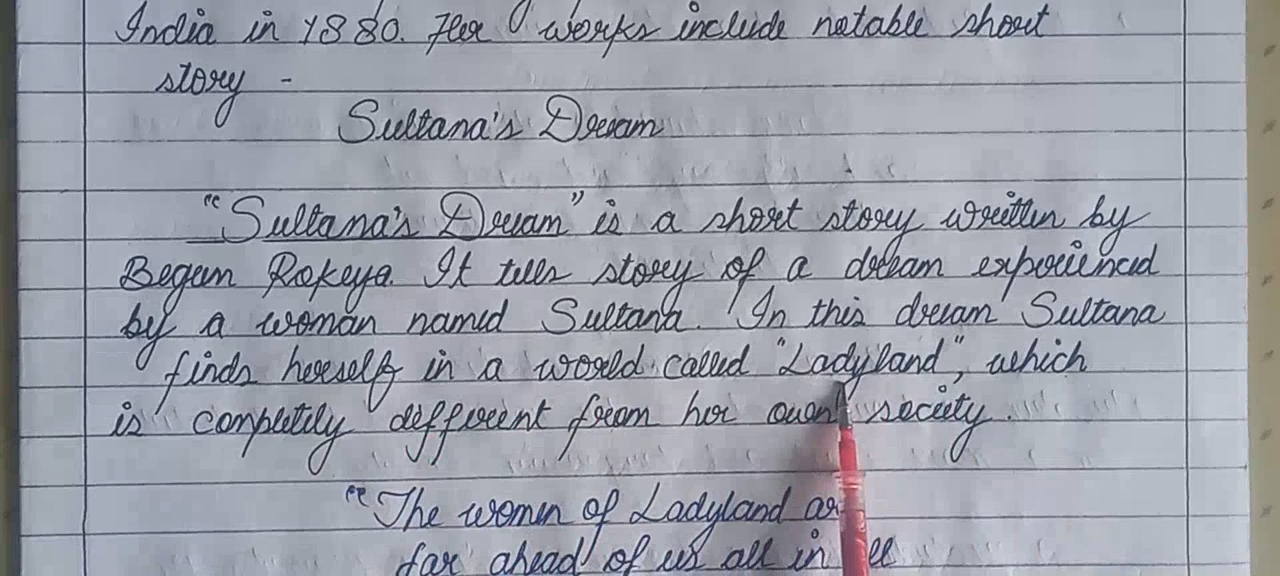 India in 1880. Her works include notable short
story -
Sultana's Dream
"Sultana's Dream" is a short story written by
Begam Rokeya. It tells story of a dream experienced
by a woman named Sultana. In this dream Sultana
finds herself in a world called "Ladyland", which
is completely different from her own society.
"The women of Ladyland
far ahead of us all in